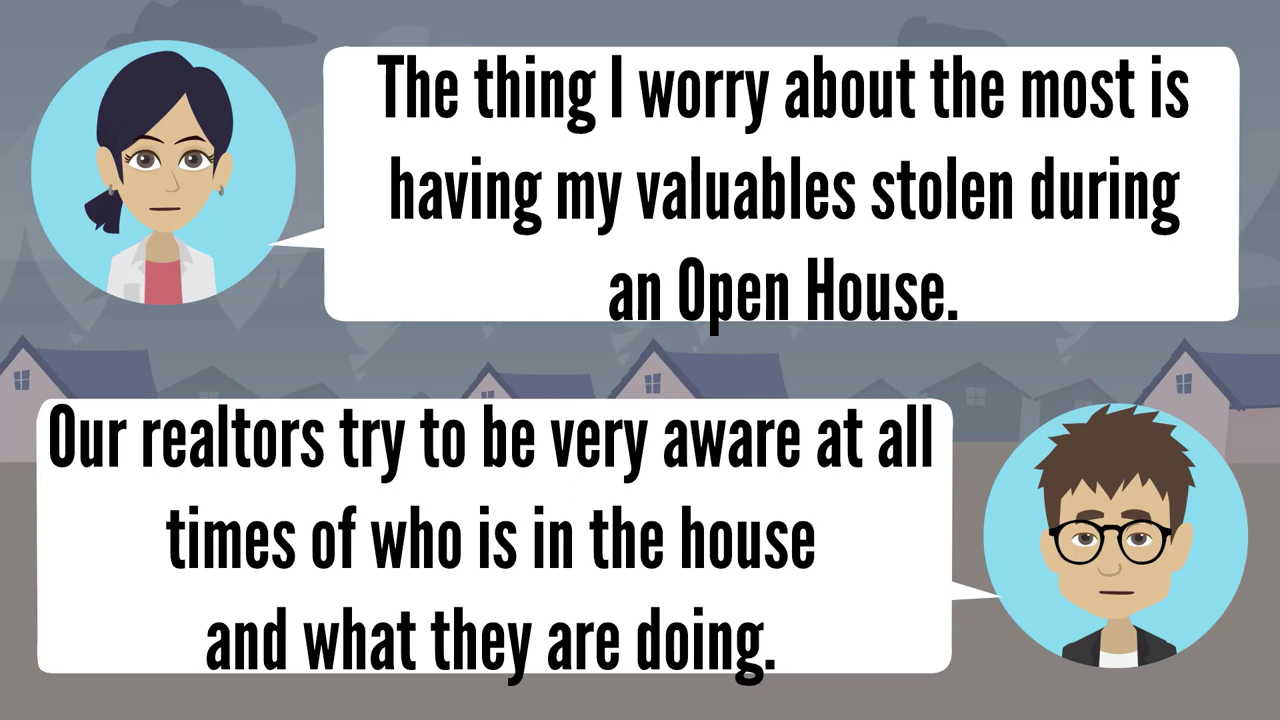 The thing I worry about the most is
having my valuables stolen during
an Open House.
Our realtors try to be very aware at all
times of who is in the house
and what they are doing.